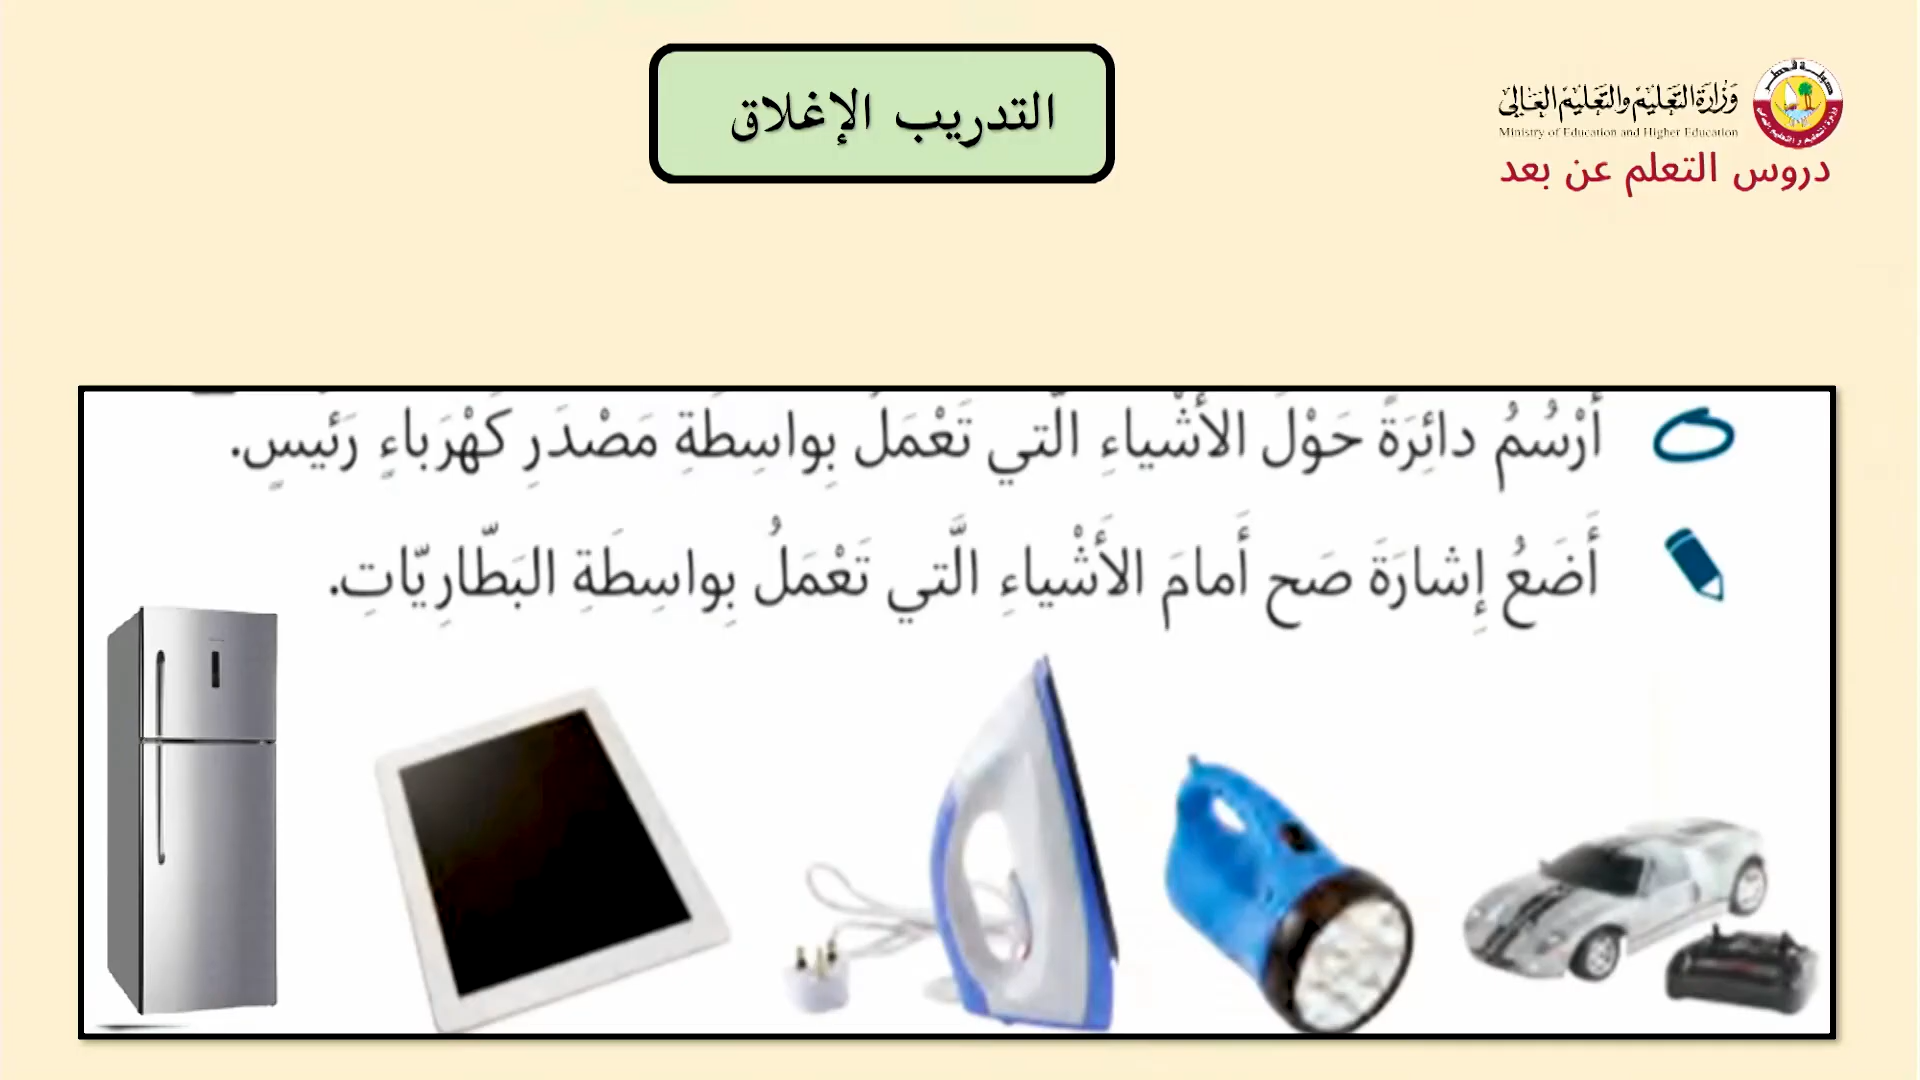 التدريب الإغلاق
وزارة التعليم والتعليم العالي
Ministry of Education and Higher Education
دروس التعلم عن بعد
أَرْسُمُ دائِرَةً حَوْلَ الأَشْياءِ الَّتي تَعْمَلُ بِواسِطَةِ مَصْدَرِ كَهْرَباءٍ رَئيسٍ.
أَضَعُ إِشارَةَ صَح أَمامَ الأَشْياءِ الَّتي تَعْمَلُ بِواسِطَةِ البَطّارِيّاتِ.